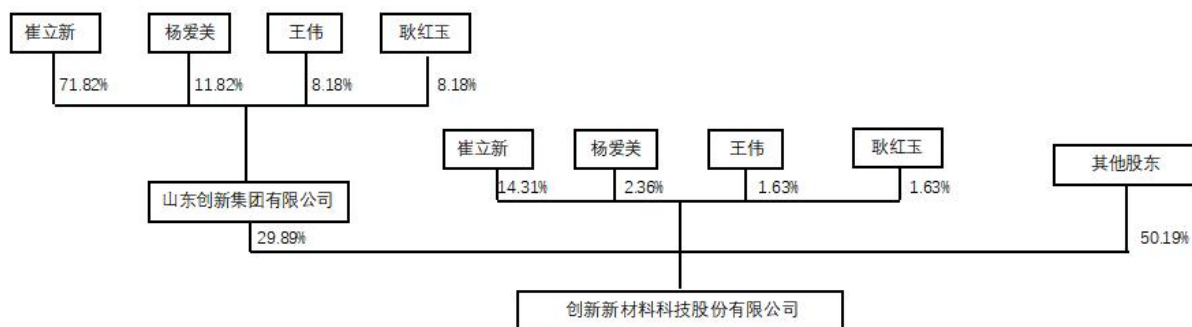 崔立新
杨爱美
王伟
耿红玉
71.82%
11.82%
8.18%
8.18%
崔立新
杨爱美
王伟
耿红玉
其他股东
14.31%
2.36%
1.63%
1.63%
山东创新集团有限公司
29.89%
50.19%
创新新材料科技股份有限公司